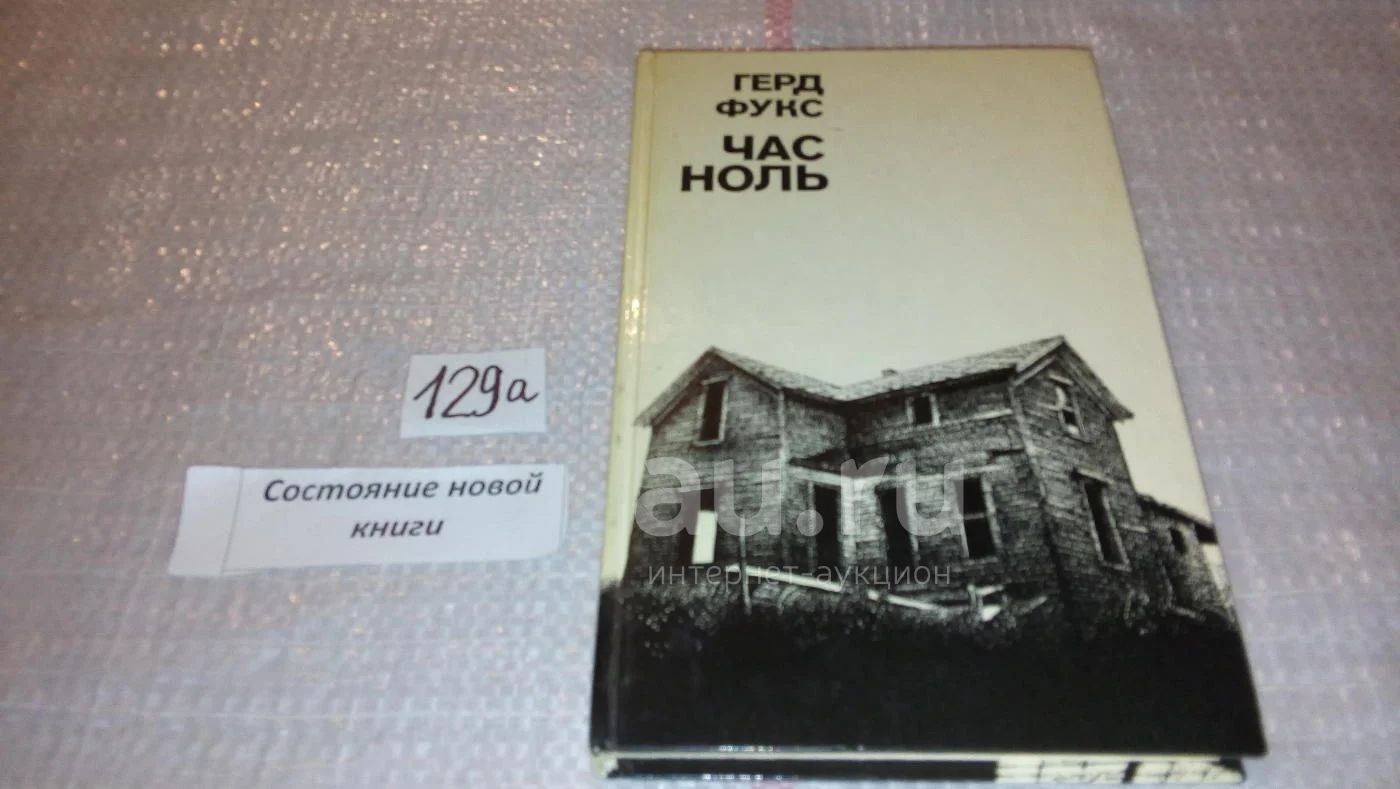 ГЕРД
ФУКС
ЧАС
НОЛЬ
129а
Состояние новой
книги
au.ru
интернет-аукцион